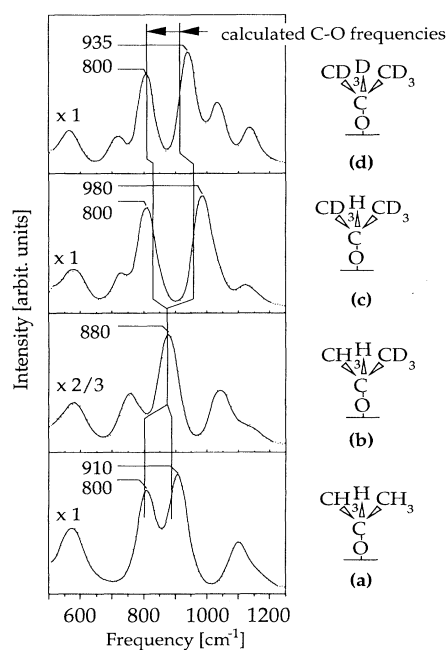 calculated C-O frequencies
935
800
x 1
CD3 D CD3
C
O
(d)
980
800
x 1
CD3 H CD3
C
O
(c)
Intensity [arbit. units]
880
x 2/3
CH3 H CD3
C
O
(b)
910
800
x 1
CH3 H CH3
C
O
(a)
600 800 1000 1200
Frequency [cm-1]